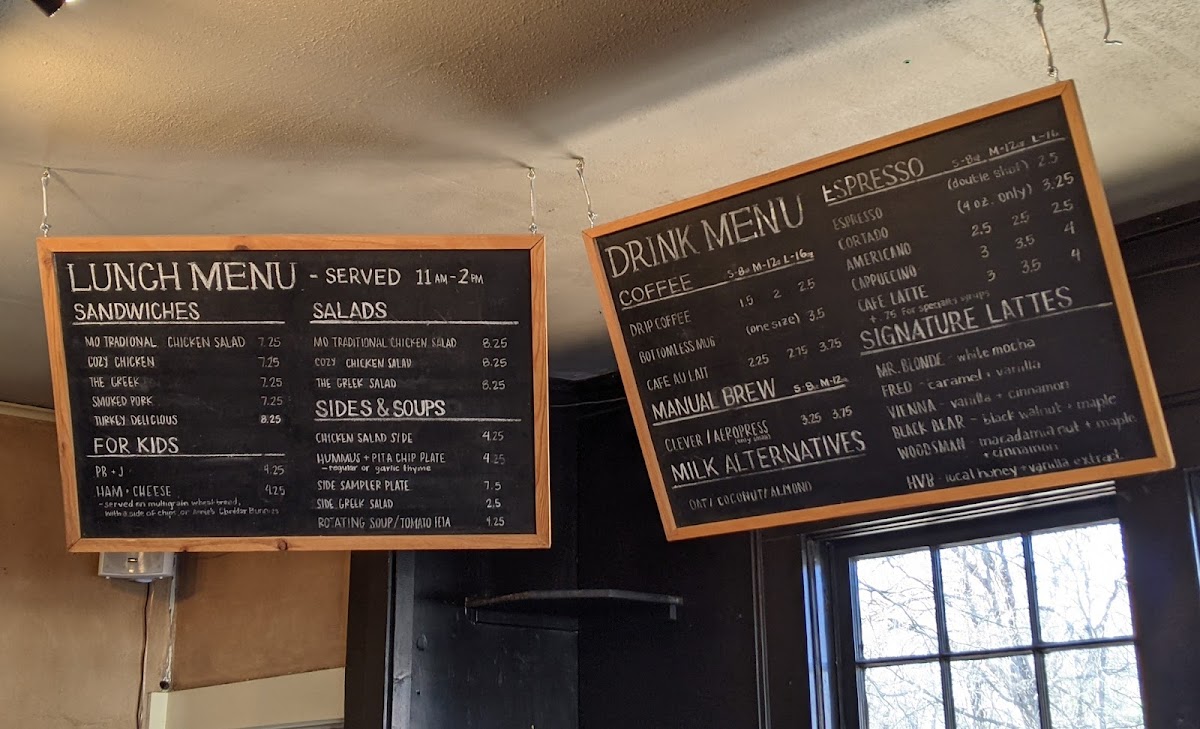 LUNCH MENU - SERVED 11AM-2PM
SANDWICHES
MO TRADIONAL CHICKEN SALAD 7.25
COZY CHICKEN 7.25
THE GREEK 7.25
SMOKED PORK 7.25
TURKEY DELICIOUS 8.25
FOR KIDS
PB + J 4.25
HAM + CHEESE 4.25
- served on multigrain wheat bread,
with a side of chips, or Annie's Cheddar Bunnies
SALADS
MO TRADITIONAL CHICKEN SALAD 8.25
COZY CHICKEN SALAD 8.25
THE GREEK SALAD 8.25
SIDES & SOUPS
CHICKEN SALAD SIDE 4.25
HUMMUS + PITA CHIP PLATE 4.25
- regular or garlic thyme
SIDE SAMPLER PLATE 7.5
SIDE GREEK SALAD 2.5
ROTATING SOUP/TOMATO FETA 4.25
DRINK MENU
COFFEE S-8oz M-12oz L-16oz
DRIP COFFEE 1.5 2 2.5
BOTTOMLESS MUG (one size) 3.5
CAFE AU LAIT 2.25 2.75 3.75
MANUAL BREW S-8 M-12
CLEVER / AEROPRESS 3.25 3.75
MILK ALTERNATIVES
OAT/COCONUT/ALMOND
ESPRESSO S-8oz M-12oz L-16
ESPRESSO (double shot) 2.5
CORTADO (4 oz. only) 3.25
AMERICANO 2.5 2.5 2.5
CAPPUCCINO 3 3.5 4
CAFE LATTE 3 3.5 4
+ .75 for specialty syrups
SIGNATURE LATTES
MR. BLONDE - white mocha
FRED - caramel + vanilla
VIENNA - vanilla + cinnamon
BLACK BEAR - black walnut + maple
WOODSMAN - macadamia nut + maple
+ cinnamon
HVB - local honey + vanilla extract